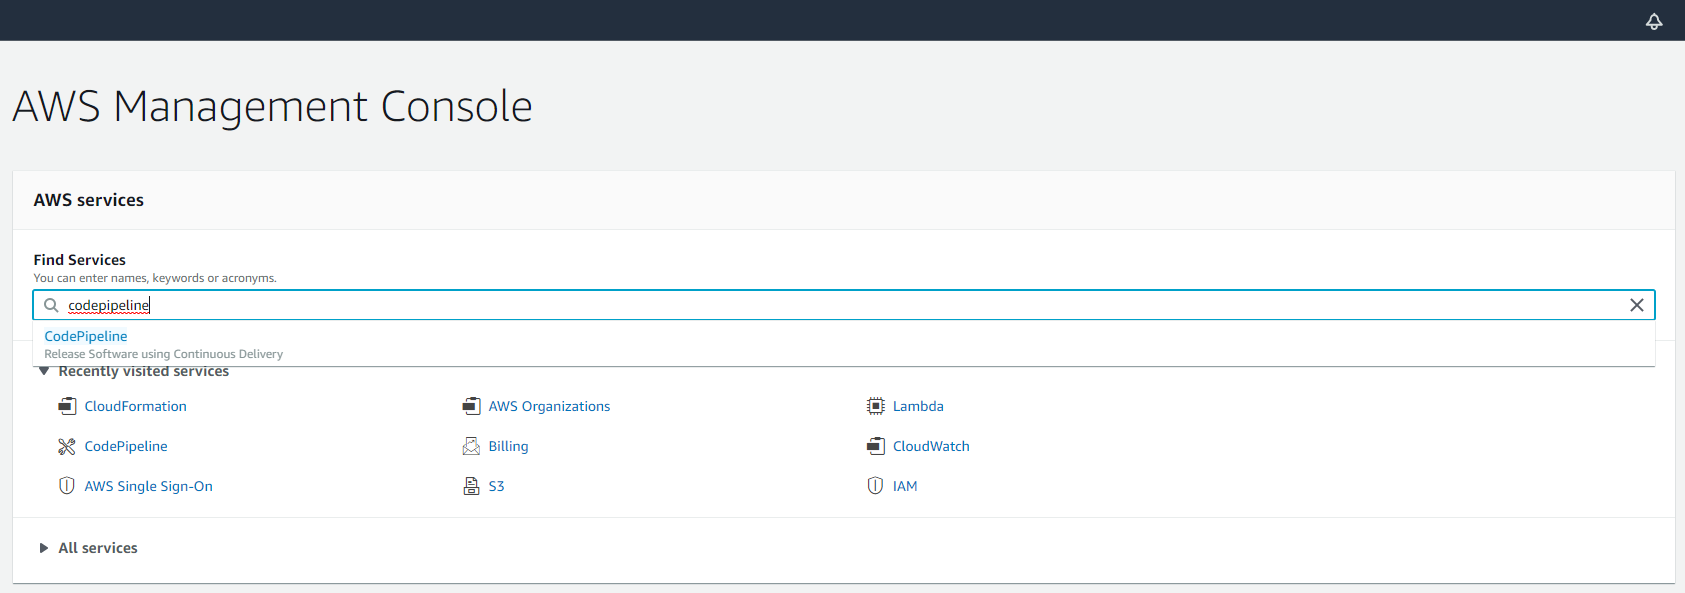 AWS Management Console
AWS services
Find Services
You can enter names, keywords or acronyms.
codepipeline
CodePipeline
Release Software using Continuous Delivery
Recently visited services
CloudFormation AWS Organizations Lambda
CodePipeline Billing CloudWatch
AWS Single Sign-On S3 IAM
All services